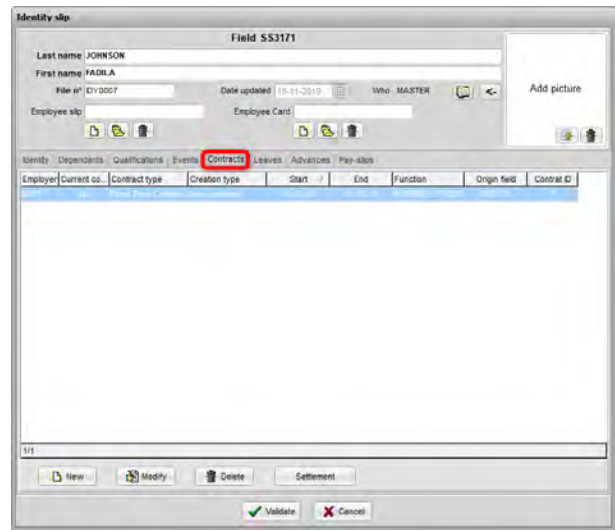 Identity slip
Field SS3171
Last name JOHNSON
First name FADILA
File n° DY0007 Date updated 18-11-2019 Who MASTER <-
Add picture
Employee slip Employee Card
Identity Dependants Qualifications Events Contracts Leaves Advances Pay-slips
Employer Current co... Contract type Creation type Start / End Function Origin field Contrat ID
1/1
New Modify Delete Settlement
Validate Cancel